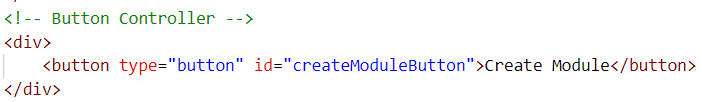 <!-- Button Controller -->
<div>
<button type="button" id="createModuleButton">Create Module</button>
</div>